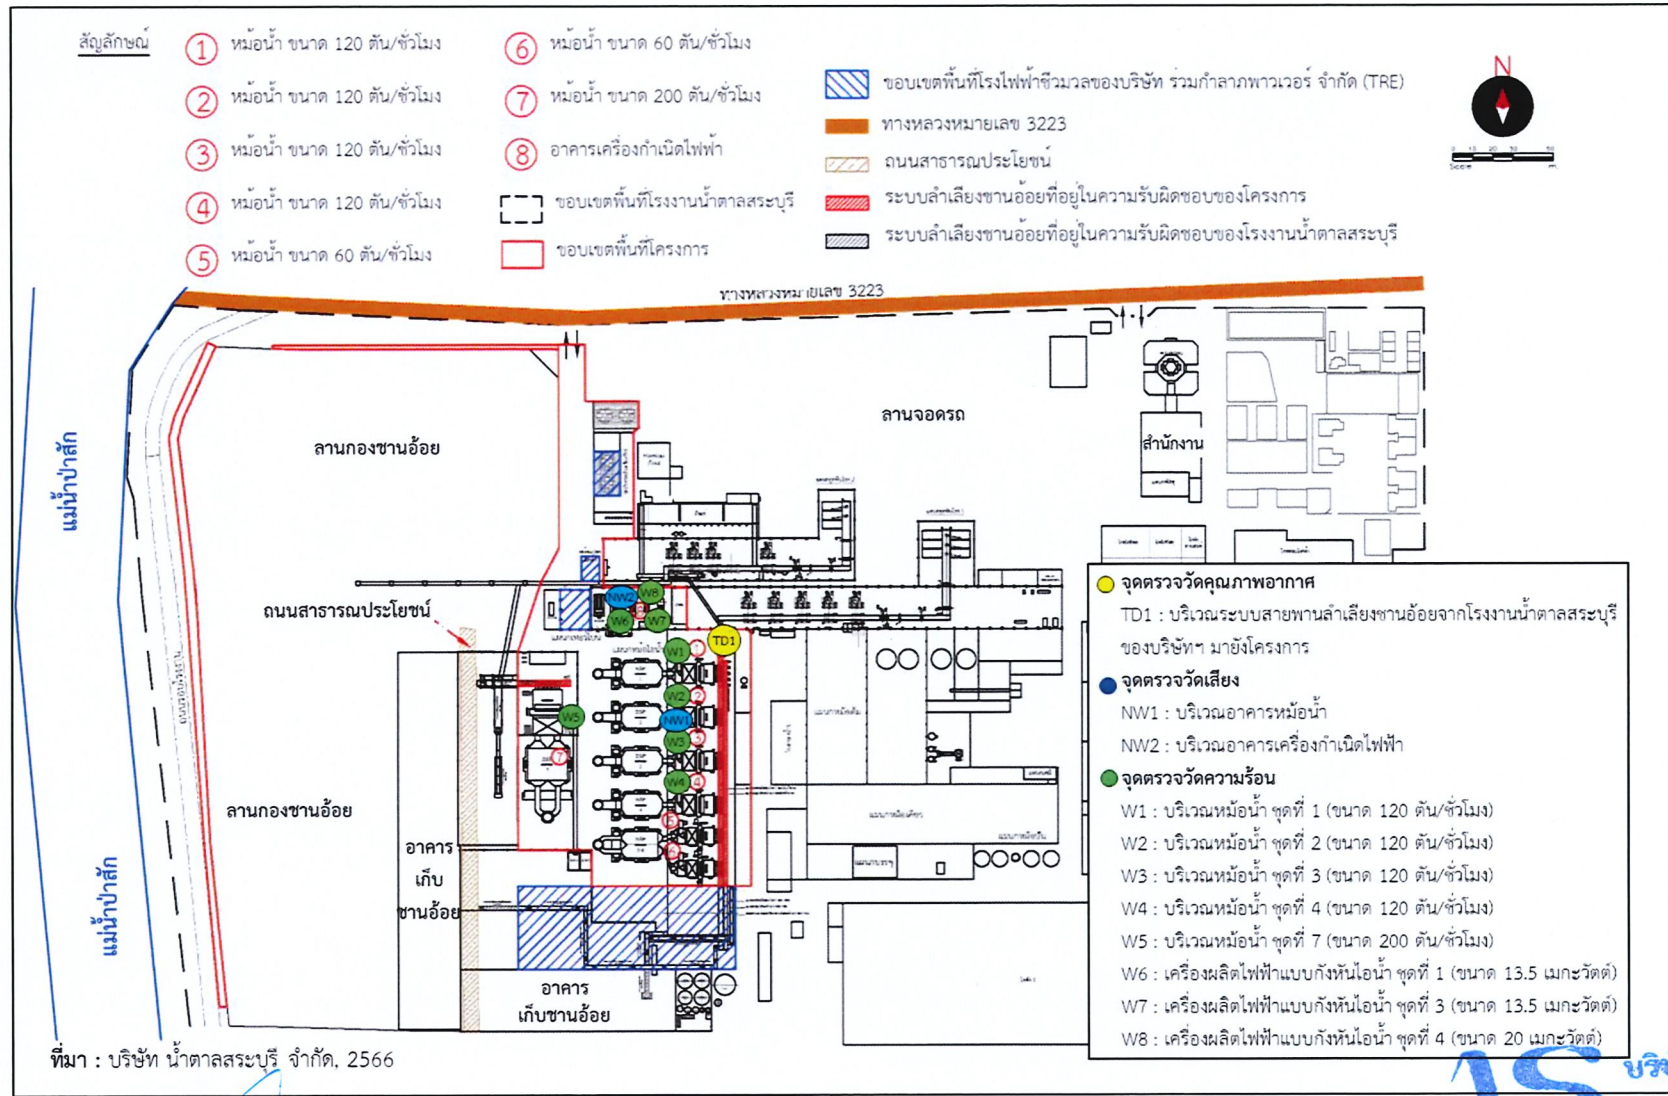 สัญลักษณ์
1 หม้อน้ำ ขนาด 120 ตัน/ชั่วโมง
2 หม้อน้ำ ขนาด 120 ตัน/ชั่วโมง
3 หม้อน้ำ ขนาด 120 ตัน/ชั่วโมง
4 หม้อน้ำ ขนาด 120 ตัน/ชั่วโมง
5 หม้อน้ำ ขนาด 60 ตัน/ชั่วโมง
6 หม้อน้ำ ขนาด 60 ตัน/ชั่วโมง
7 หม้อน้ำ ขนาด 200 ตัน/ชั่วโมง
8 อาคารเครื่องกำเนิดไฟฟ้า
ขอบเขตพื้นที่โรงงานน้ำตาลสระบุรี
ขอบเขตพื้นที่โครงการ
ขอบเขตพื้นที่โรงไฟฟ้าชีวมวลของบริษัท ร่วมกำลาภพาวเวอร์ จำกัด (TRE)
ทางหลวงหมายเลข 3223
ถนนสาธารณประโยชน์
ระบบลำเลียงชานอ้อยที่อยู่ในความรับผิดชอบของโครงการ
ระบบลำเลียงชานอ้อยที่อยู่ในความรับผิดชอบของโรงงานน้ำตาลสระบุรี
N
0 10 20 30 50
Scale m.
ทางหลวงหมายเลข 3223
ลานจอดรถ
สำนักงาน
ลานกองชานอ้อย
แม่น้ำป่าสัก
ถนนสาธารณประโยชน์
NW2
W8
W6
W7
TD1
W1
1
W2
2
NW1
W3
3
W5
7
W4
4
5
6
ลานกองชานอ้อย
อาคาร
เก็บ
ชานอ้อย
แม่น้ำป่าสัก
อาคาร
เก็บชานอ้อย
จุดตรวจวัดคุณภาพอากาศ
TD1 : บริเวณระบบสายพานลำเลียงชานอ้อยจากโรงงานน้ำตาลสระบุรี
ของบริษัทฯ มายังโครงการ
จุดตรวจวัดเสียง
NW1 : บริเวณอาคารหม้อน้ำ
NW2 : บริเวณอาคารเครื่องกำเนิดไฟฟ้า
จุดตรวจวัดความร้อน
W1 : บริเวณหม้อน้ำ ชุดที่ 1 (ขนาด 120 ตัน/ชั่วโมง)
W2 : บริเวณหม้อน้ำ ชุดที่ 2 (ขนาด 120 ตัน/ชั่วโมง)
W3 : บริเวณหม้อน้ำ ชุดที่ 3 (ขนาด 120 ตัน/ชั่วโมง)
W4 : บริเวณหม้อน้ำ ชุดที่ 4 (ขนาด 120 ตัน/ชั่วโมง)
W5 : บริเวณหม้อน้ำ ชุดที่ 7 (ขนาด 200 ตัน/ชั่วโมง)
W6 : เครื่องผลิตไฟฟ้าแบบกังหันไอน้ำ ชุดที่ 1 (ขนาด 13.5 เมกะวัตต์)
W7 : เครื่องผลิตไฟฟ้าแบบกังหันไอน้ำ ชุดที่ 3 (ขนาด 13.5 เมกะวัตต์)
W8 : เครื่องผลิตไฟฟ้าแบบกังหันไอน้ำ ชุดที่ 4 (ขนาด 20 เมกะวัตต์)
ที่มา : บริษัท น้ำตาลสระบุรี จำกัด, 2566